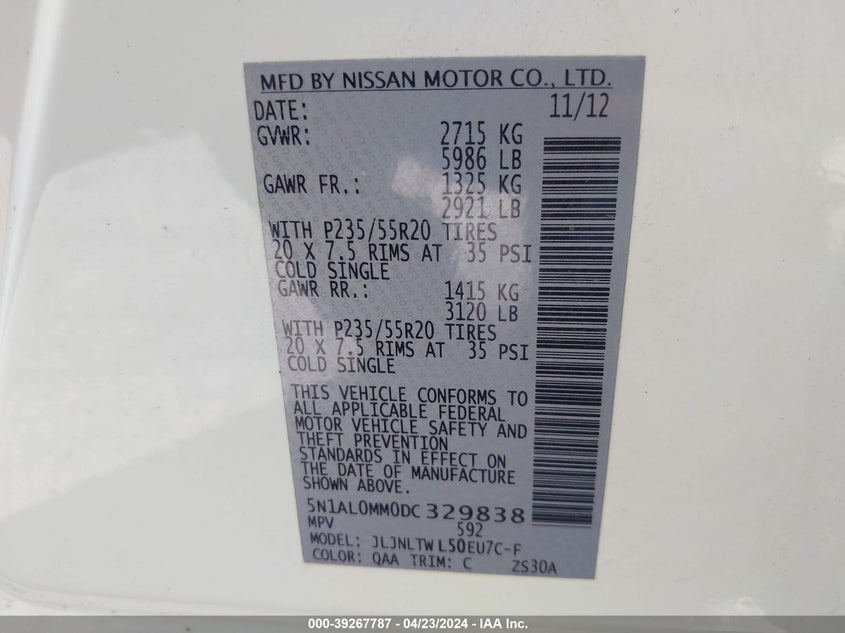 MFD BY NISSAN MOTOR CO., LTD.
DATE: 11/12
GVWR: 2715 KG
5986 LB
GAWR FR.: 1325 KG
2921 LB
WITH P235/55R20 TIRES
20 X 7.5 RIMS AT 35 PSI
COLD SINGLE
GAWR RR.: 1415 KG
3120 LB
WITH P235/55R20 TIRES
20 X 7.5 RIMS AT 35 PSI
COLD SINGLE
THIS VEHICLE CONFORMS TO
ALL APPLICABLE FEDERAL
MOTOR VEHICLE SAFETY AND
THEFT PREVENTION
STANDARDS IN EFFECT ON
THE DATE OF MANUFACTURE
SHOWN ABOVE.
5N1AL0MM0DC329838
MPV 592
MODEL: JLJNLTWL50EU7C-F
COLOR: QAA TRIM: C ZS30A
000-39267787 - 04/23/2024 - IAA Inc.